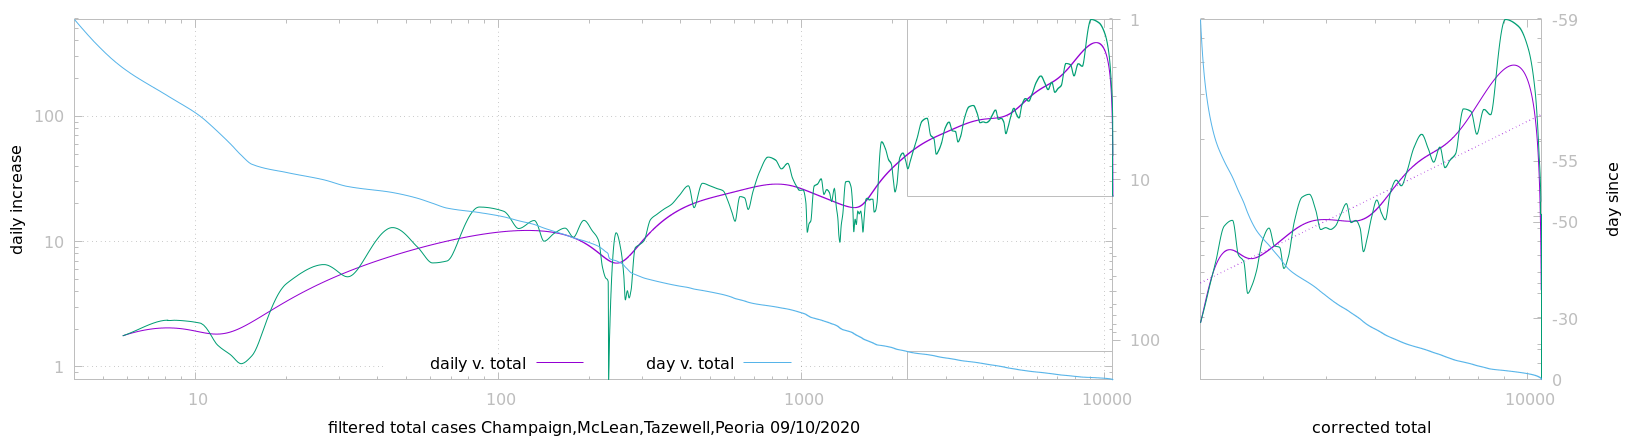 1
-59
100
-55
daily increase
10
day since
-50
10
-30
100
daily v. total
day v. total
1
0
10
100
1000
10000
10000
filtered total cases Champaign,McLean,Tazewell,Peoria 09/10/2020
corrected total